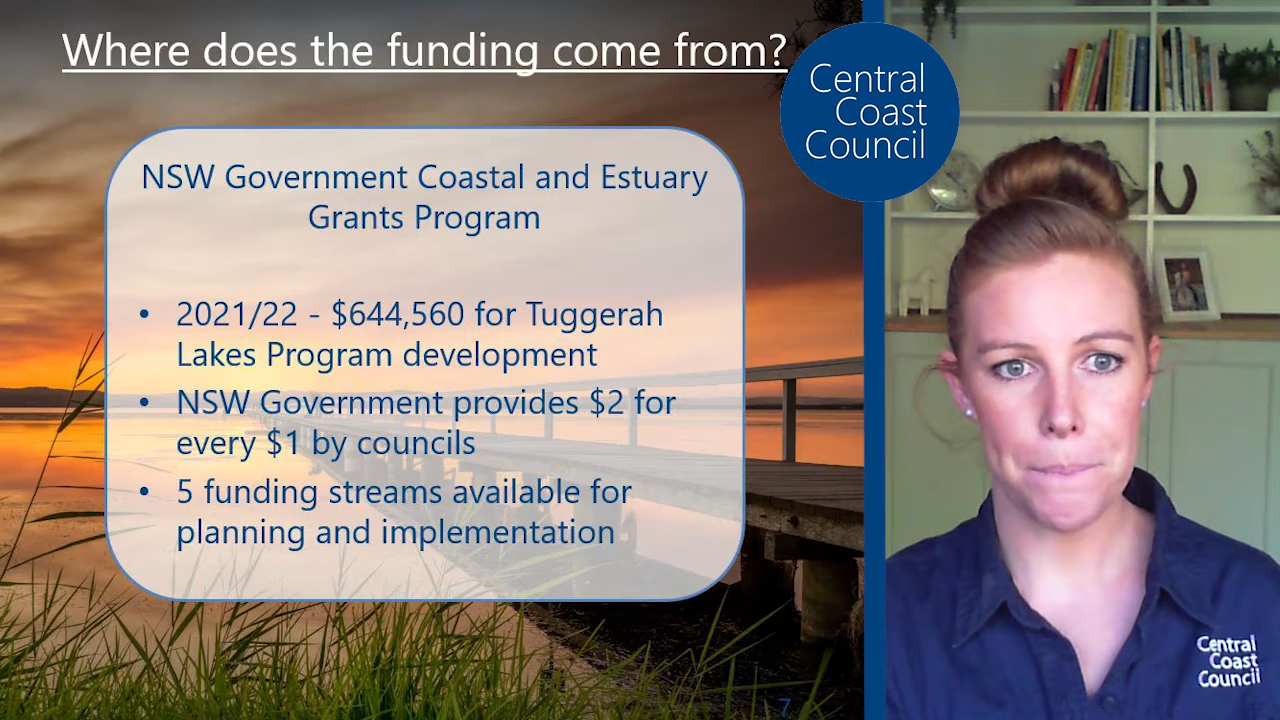 Where does the funding come from?
Central
Coast
Council
NSW Government Coastal and Estuary
Grants Program
• 2021/22 - $644,560 for Tuggerah
Lakes Program development
• NSW Government provides $2 for
every $1 by councils
• 5 funding streams available for
planning and implementation
Central
Coast
Council
7